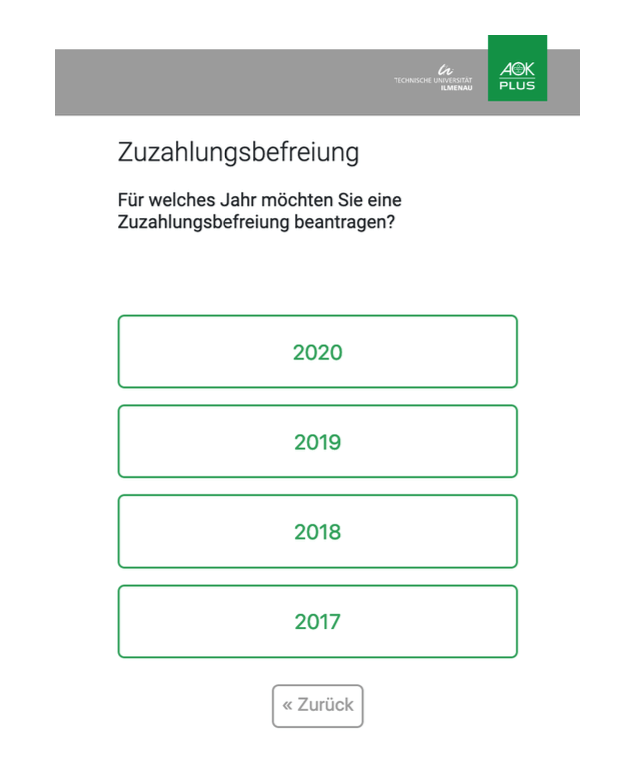 TECHNISCHE UNIVERSITÄT
ILMENAU
AOK
PLUS
Zuzahlungsbefreiung
Für welches Jahr möchten Sie eine
Zuzahlungsbefreiung beantragen?
2020
2019
2018
2017
« Zurück